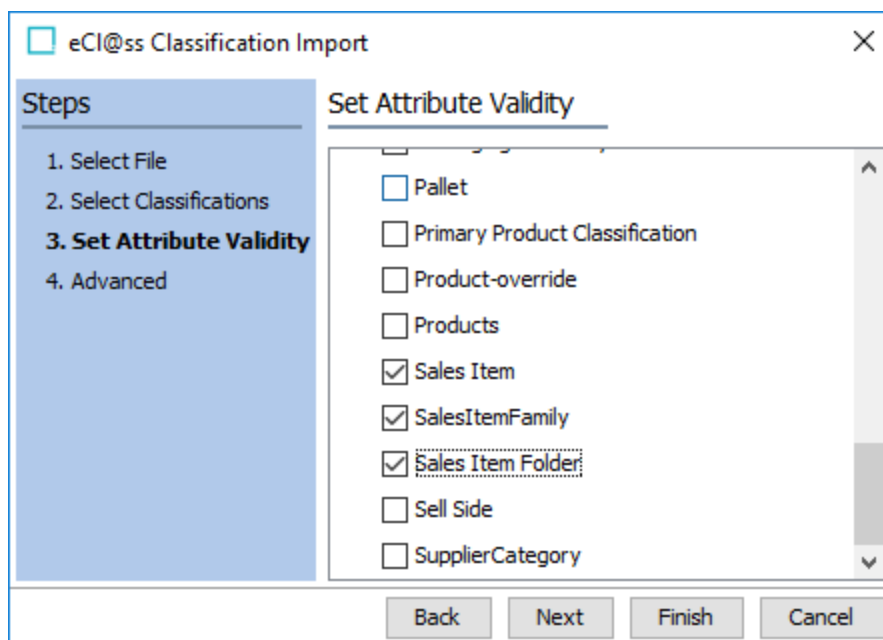 eCl@ss Classification Import
Steps
1. Select File
2. Select Classifications
3. Set Attribute Validity
4. Advanced
Set Attribute Validity
Pallet
Primary Product Classification
Product-override
Products
Sales Item
SalesItemFamily
Sales Item Folder
Sell Side
SupplierCategory
Back Next Finish Cancel